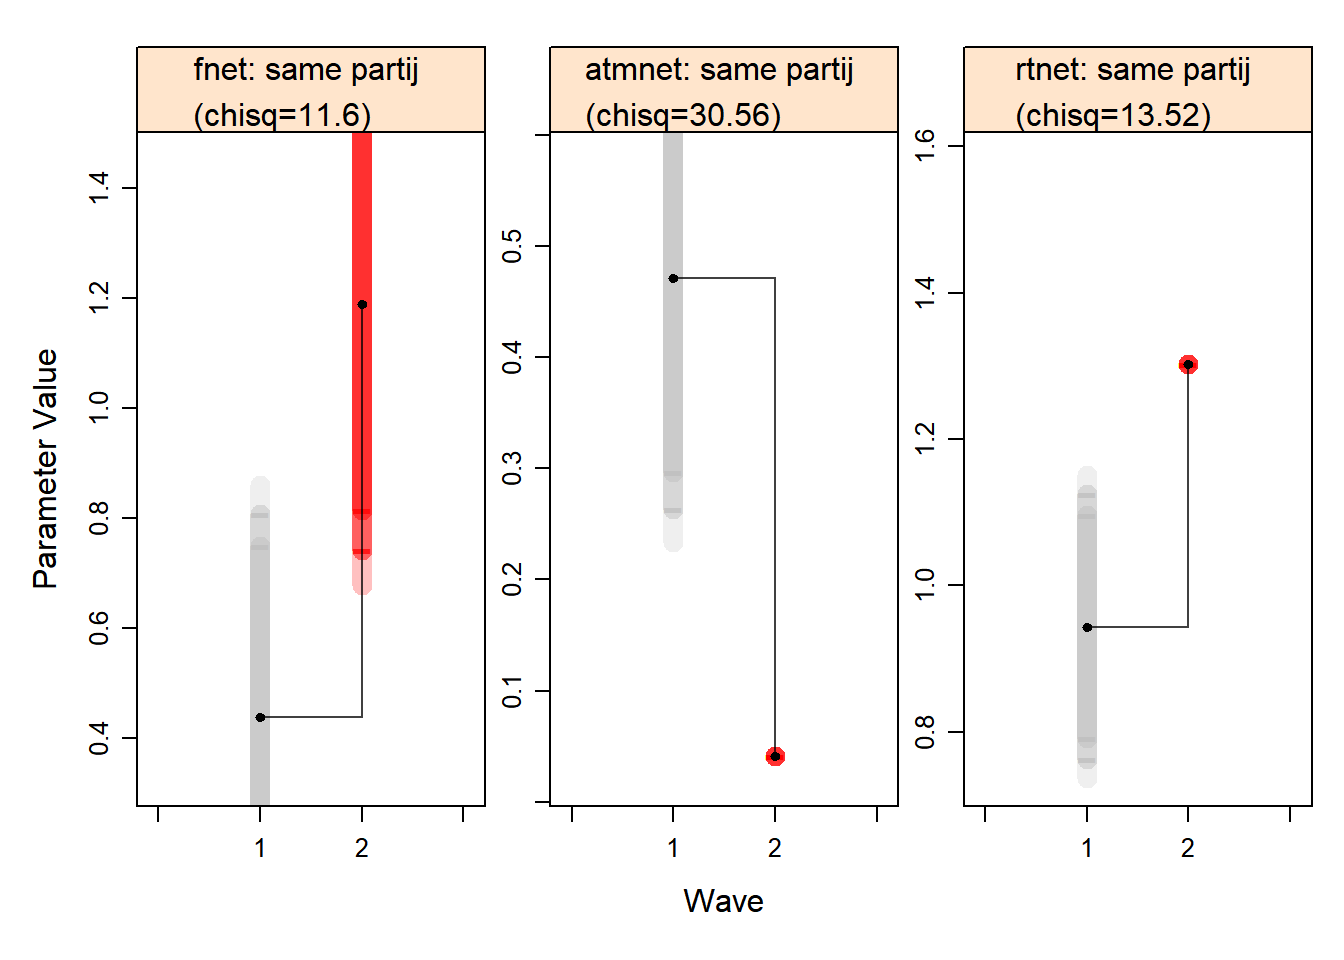 fnet: same partij
(chisq=11.6)
atmnet: same partij
(chisq=30.56)
rtnet: same partij
(chisq=13.52)
Parameter Value
1.4
1.2
1.0
0.8
0.6
0.4
0.5
0.4
0.3
0.2
0.1
1.6
1.4
1.2
1.0
0.8
1 2
1 2
1 2
Wave